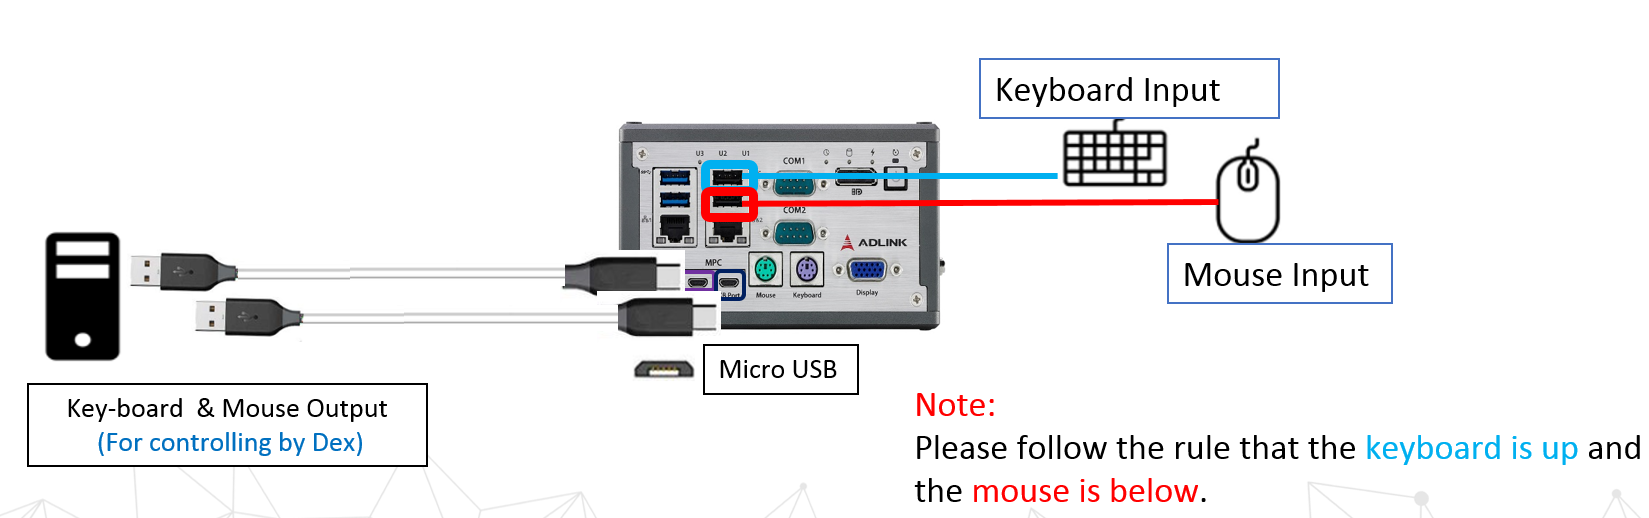 Keyboard Input
U3 U2 U1
COM1
COM2
ADLINK
Mouse Input
MPC
Port
Mouse
Keyboard
Display
Micro USB
Key-board & Mouse Output
(For controlling by Dex)
Note:
Please follow the rule that the keyboard is up and
the mouse is below.